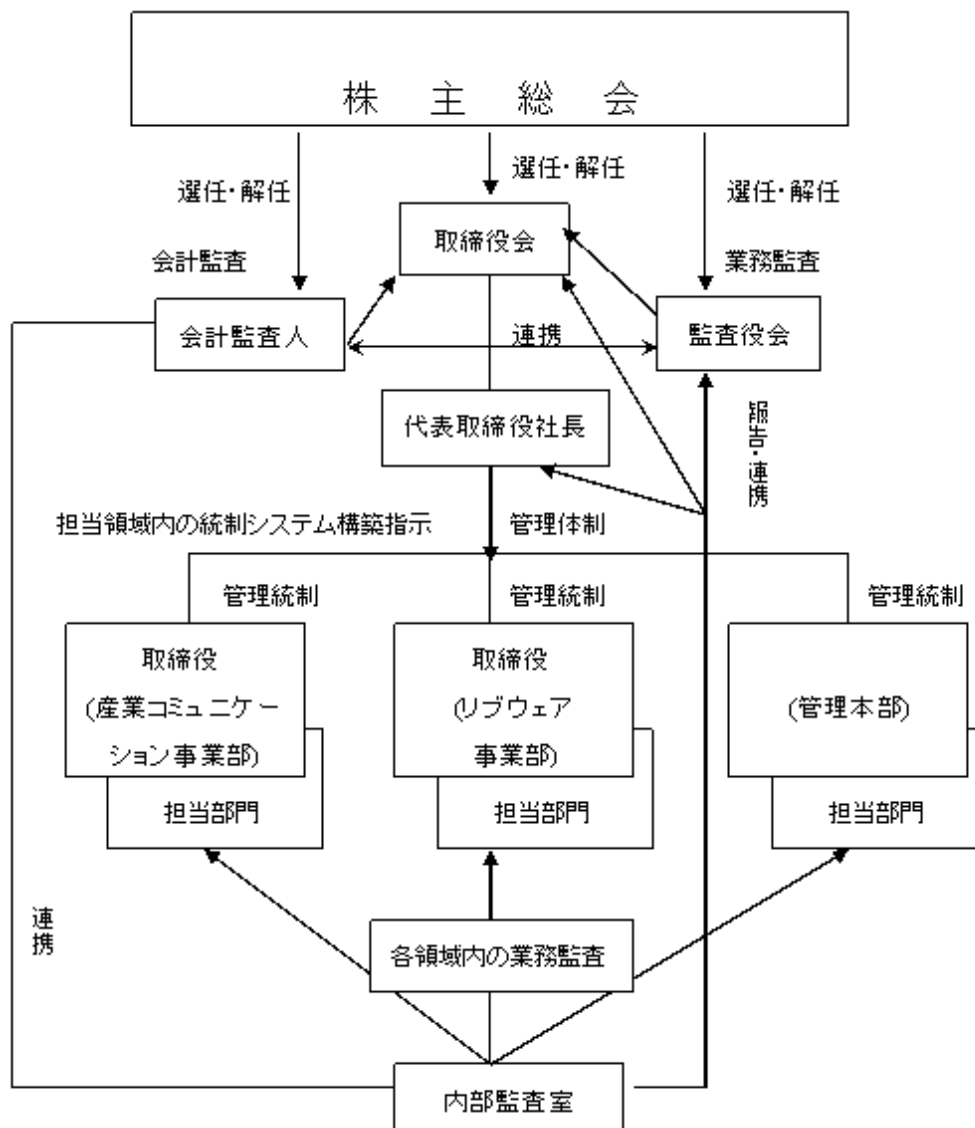 株主総会
選任・解任
選任・解任
選任・解任
取締役会
会計監査
業務監査
会計監査人
連携
監査役会
代表取締役社長
報告・連携
担当領域内の統制システム構築指示
管理体制
管理統制
管理統制
管理統制
取締役
(産業コミュニケー
ション事業部)
担当部門
取締役
(リブウェア
事業部)
担当部門
(管理本部)
担当部門
連携
各領域内の業務監査
内部監査室